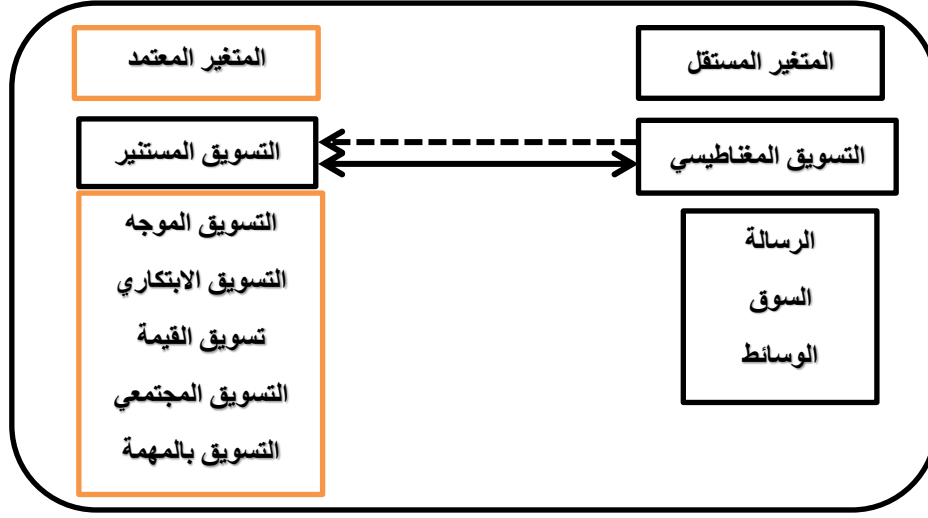 المتغير المستقل
المتغير المعتمد
التسويق المغناطيسي
التسويق المستنير
الرسالة
السوق
الوسائط
التسويق الموجه
التسويق الابتكاري
تسويق القيمة
التسويق المجتمعي
التسويق بالمهمة